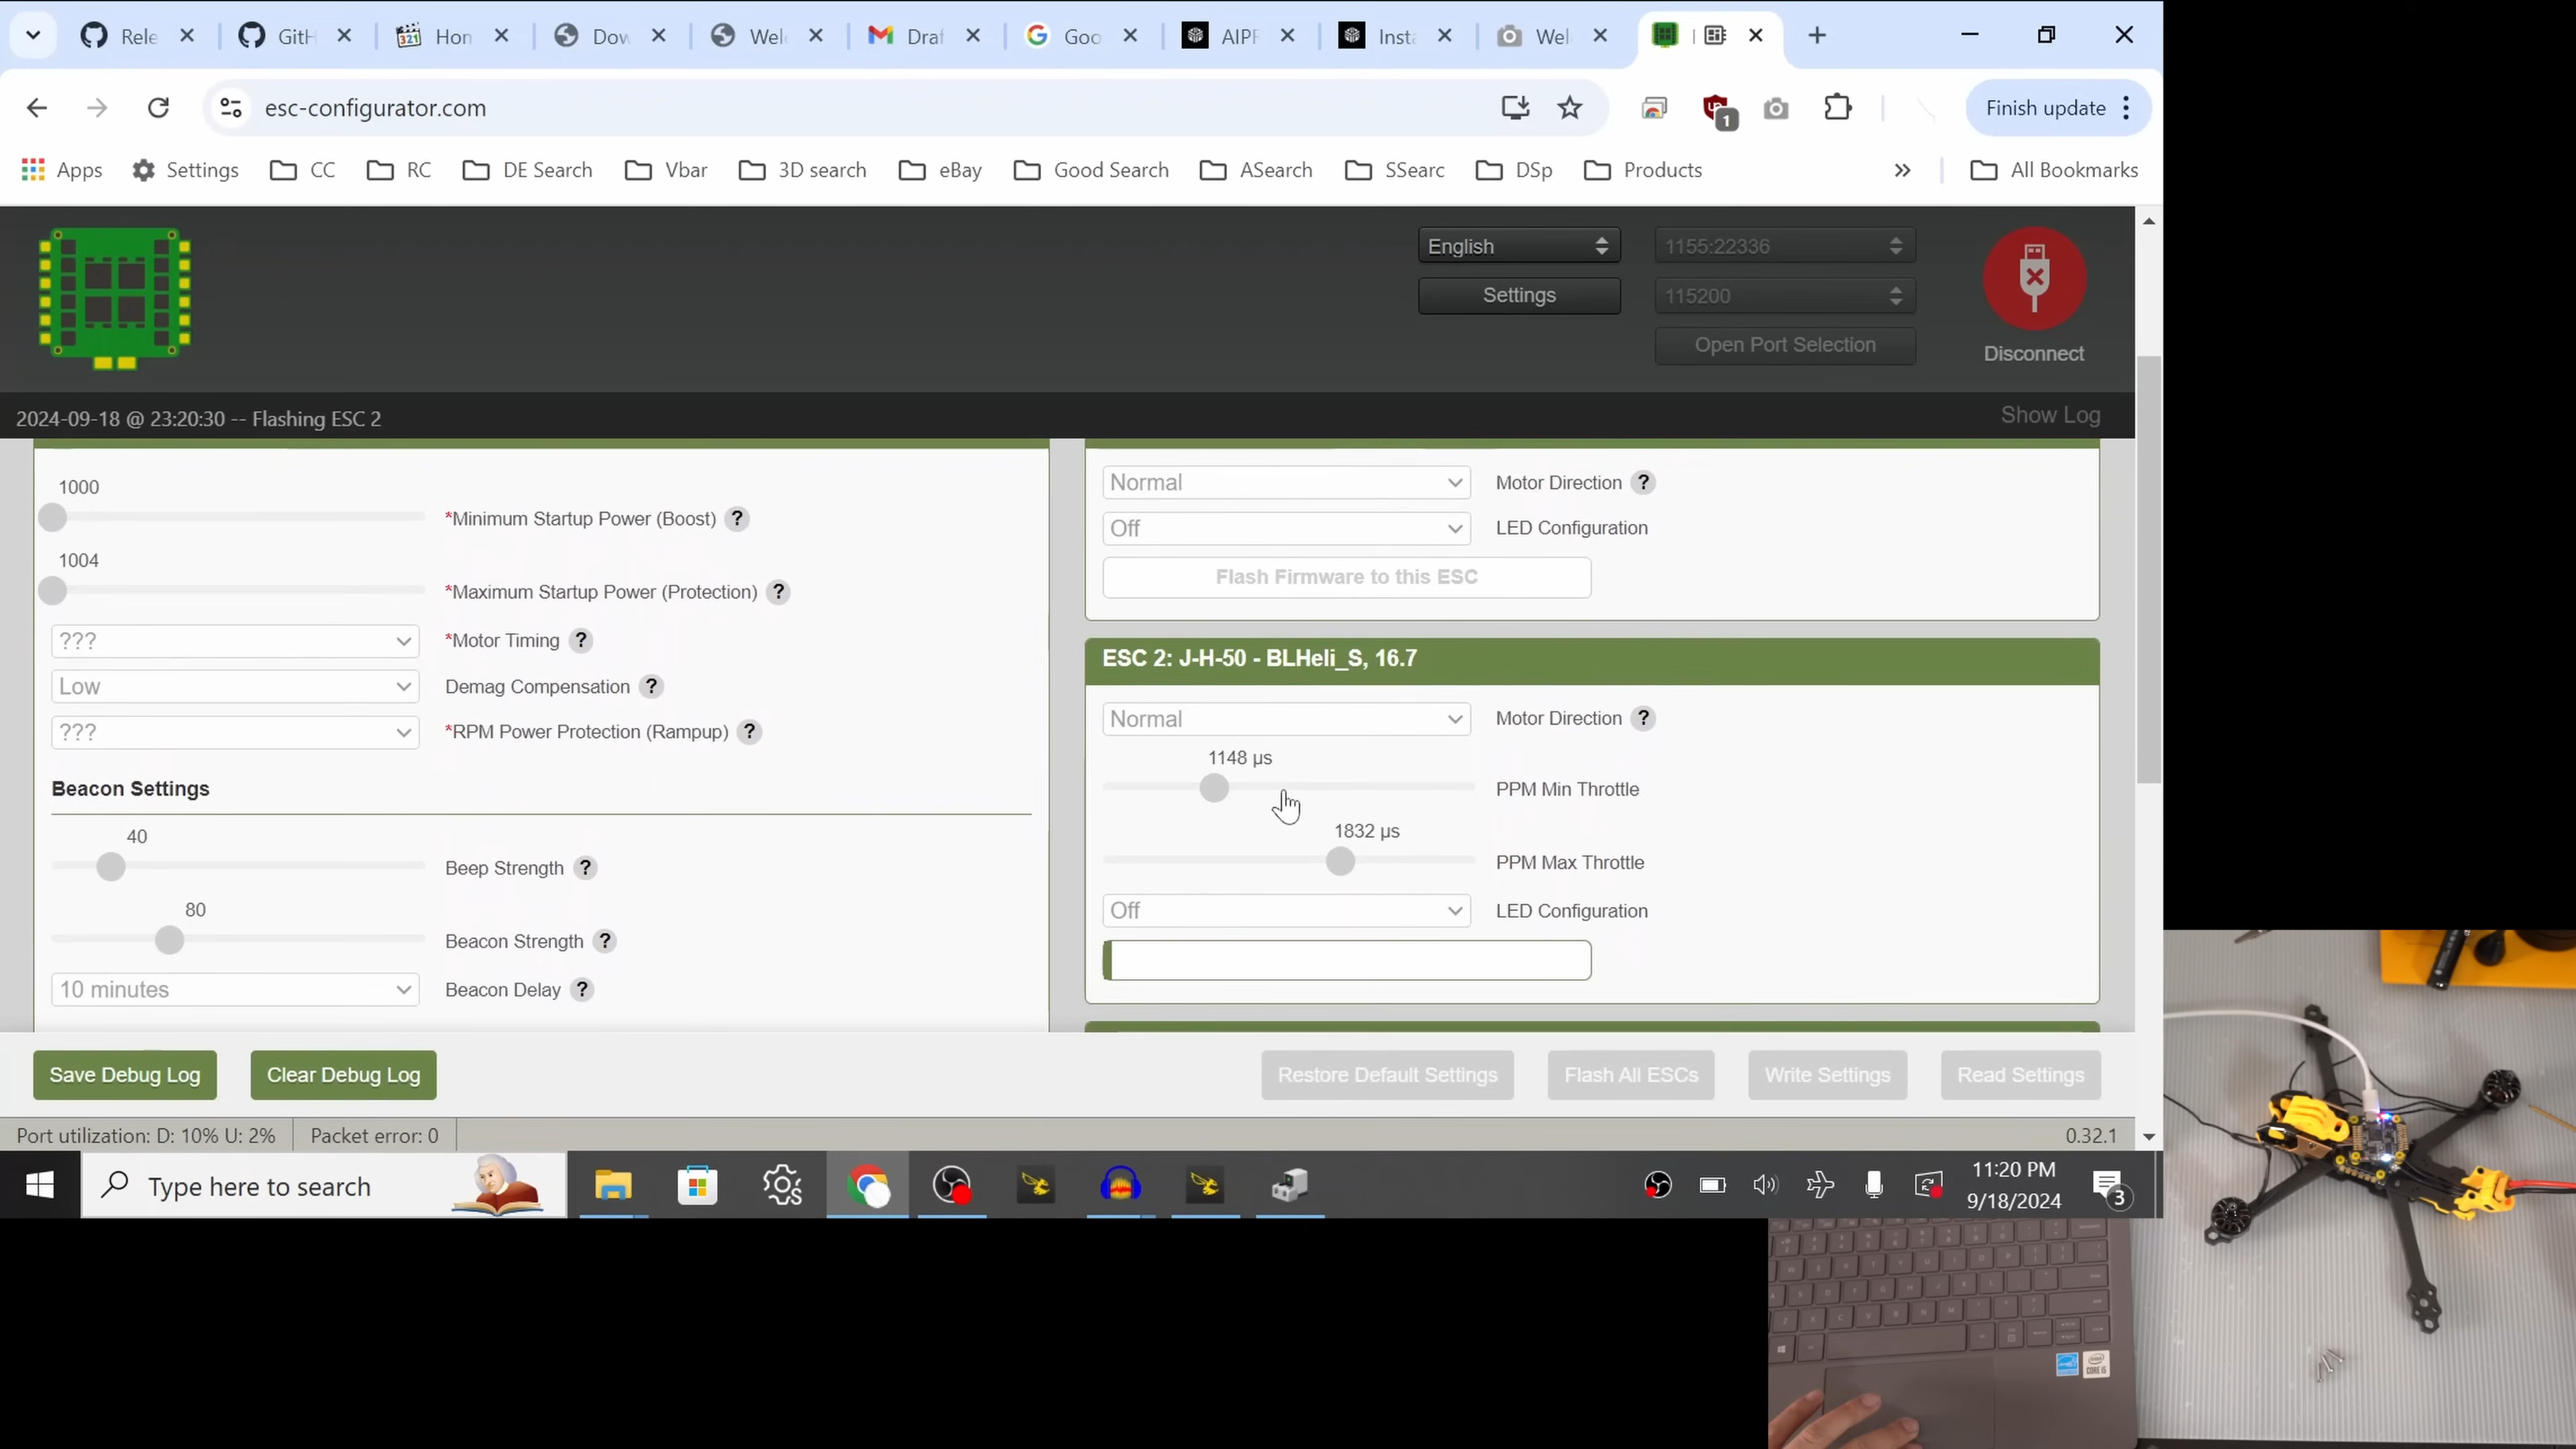 Rele
GitH
Hon
Dow
Wel
Draf
Goo
AIPF
Insta
Wel
esc-configurator.com
1
Finish update
Apps
Settings
CC
RC
DE Search
Vbar
3D search
eBay
Good Search
ASearch
SSearc
DSp
Products
All Bookmarks
English
1155:22336
Settings
115200
Open Port Selection
Disconnect
2024-09-18 @ 23:20:30 -- Flashing ESC 2
Show Log
1000
*Minimum Startup Power (Boost) ?
1004
*Maximum Startup Power (Protection) ?
??? *Motor Timing ?
Low Demag Compensation ?
??? *RPM Power Protection (Rampup) ?
Beacon Settings
40
Beep Strength ?
80
Beacon Strength ?
10 minutes Beacon Delay ?
Normal Motor Direction ?
Off LED Configuration
Flash Firmware to this ESC
ESC 2: J-H-50 - BLHeli_S, 16.7
Normal Motor Direction ?
1148 µs
PPM Min Throttle
1832 µs
PPM Max Throttle
Off LED Configuration
Save Debug Log
Clear Debug Log
Restore Default Settings
Flash All ESCs
Write Settings
Read Settings
Port utilization: D: 10% U: 2%
Packet error: 0
0.32.1
Type here to search
11:20 PM
9/18/2024
3